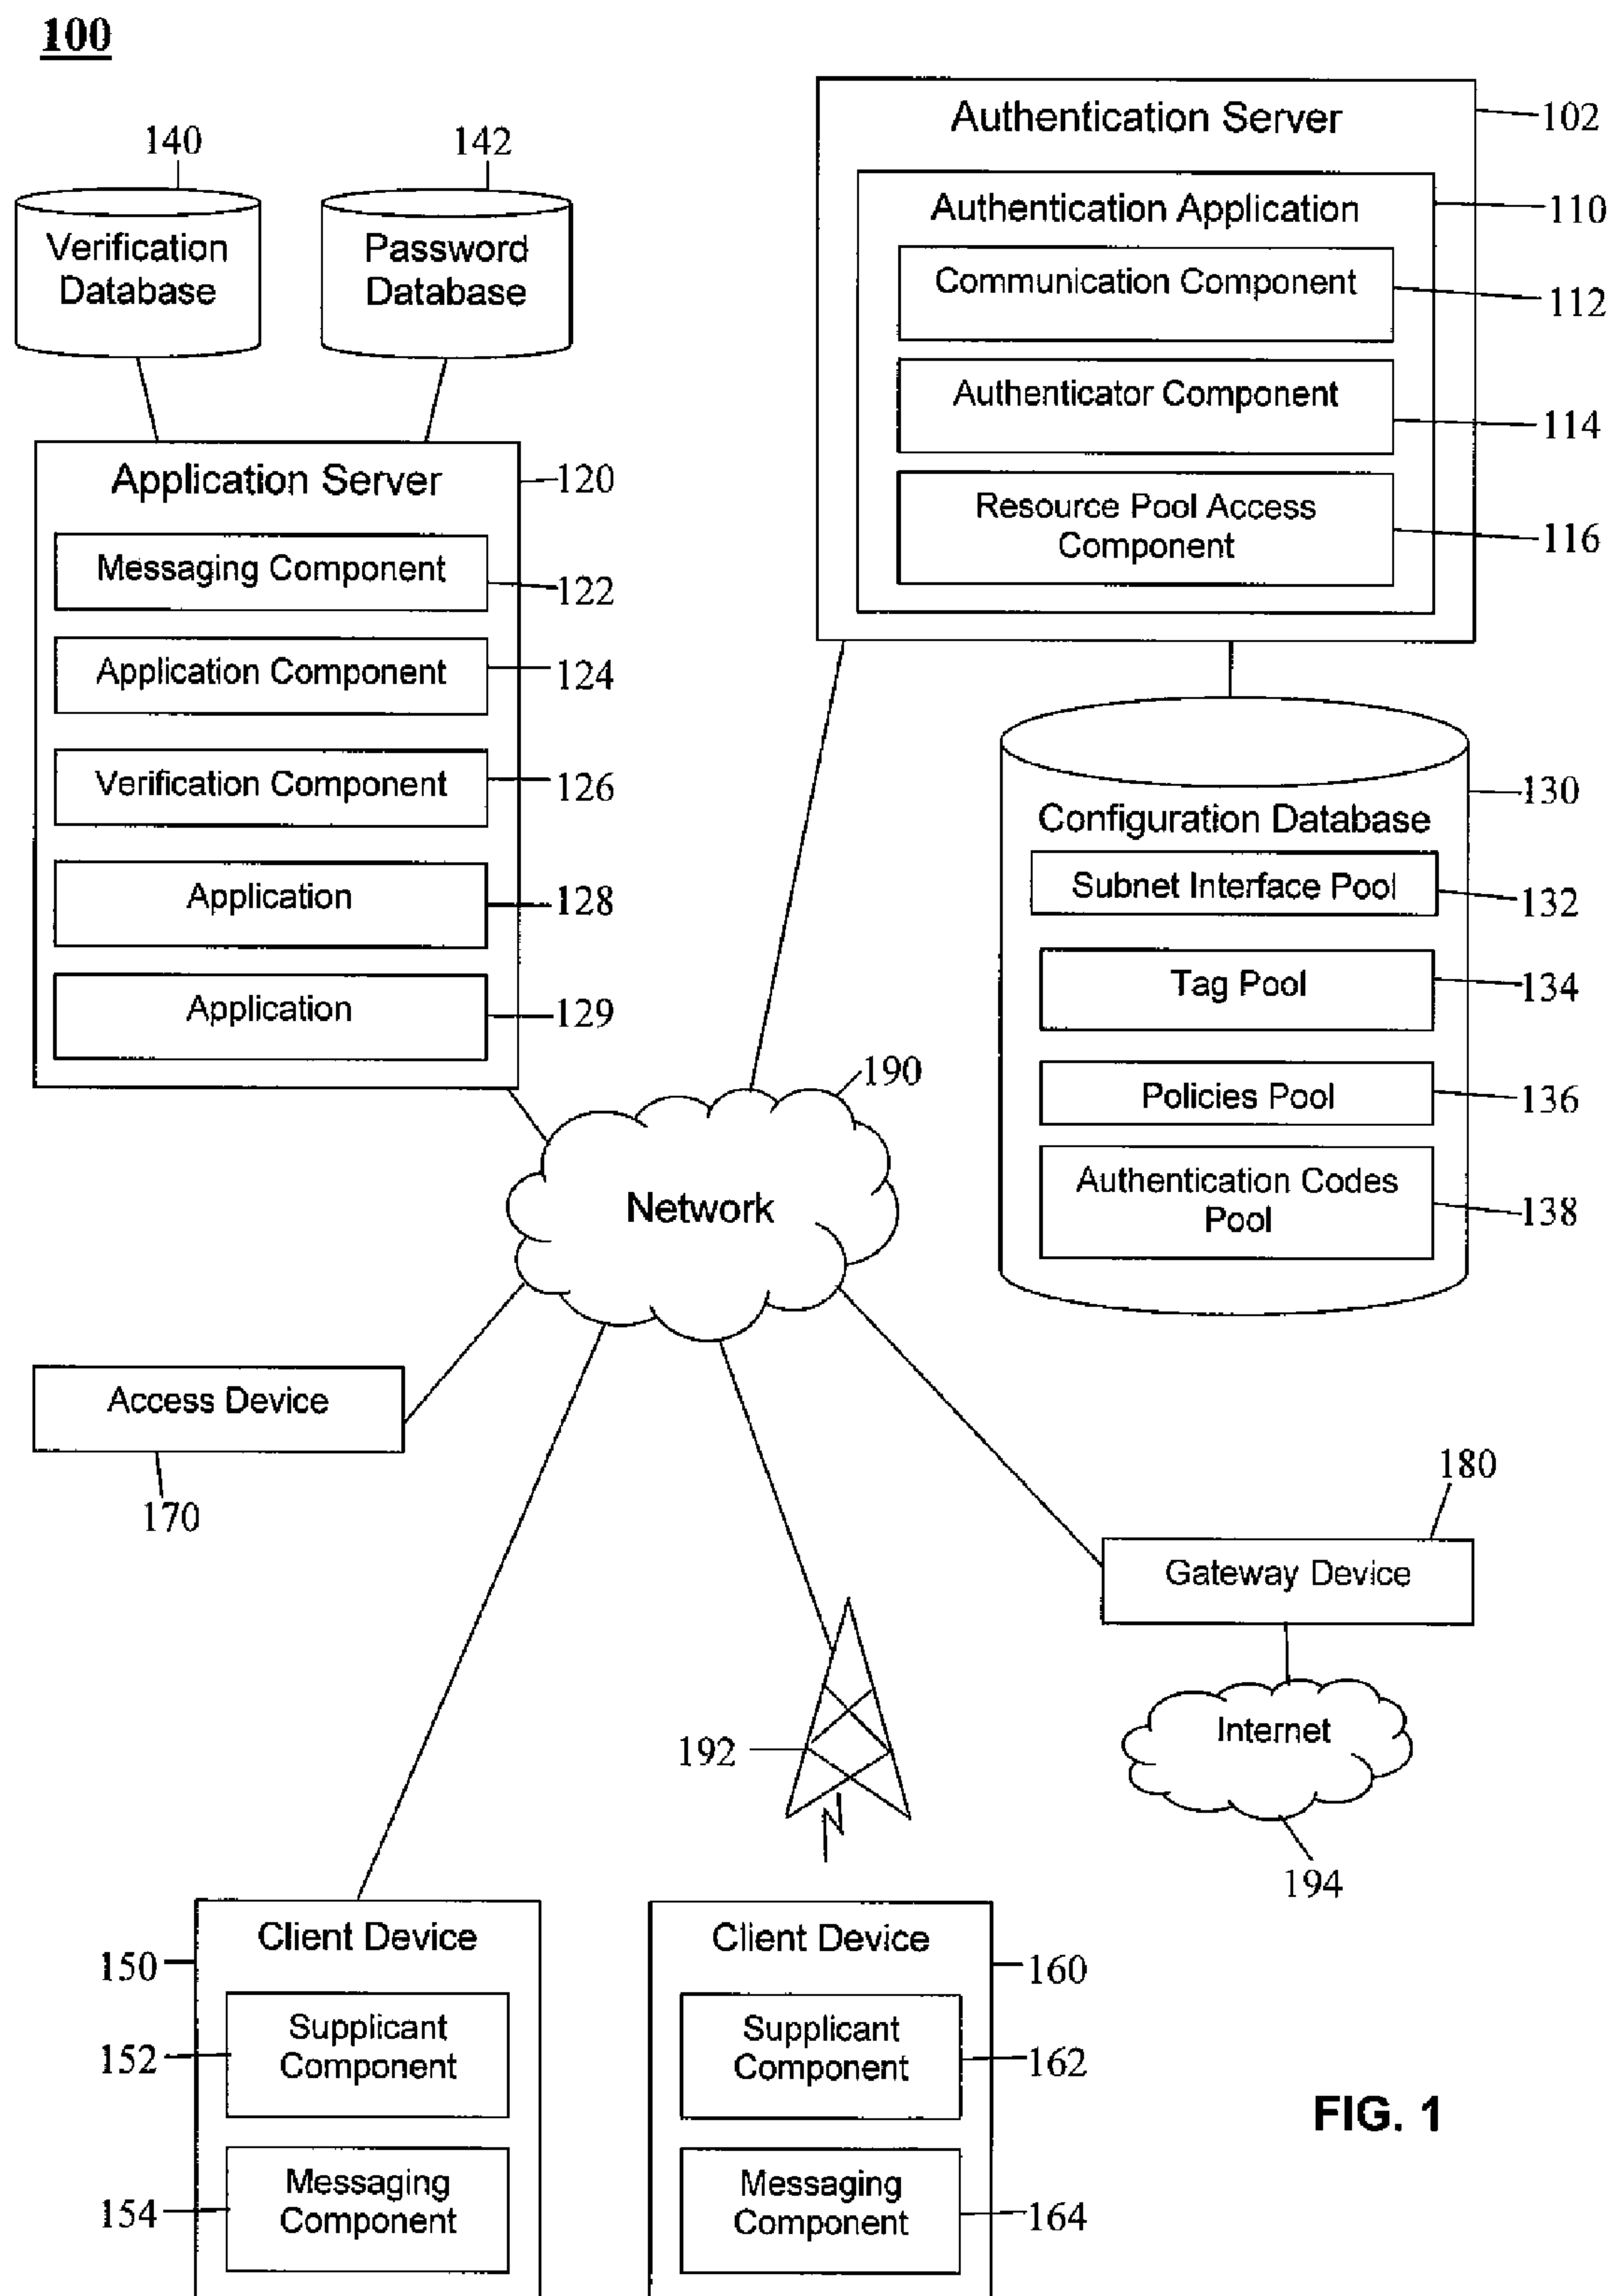 100
Authentication Server
102
140
142
Authentication Application
110
Verification
Database
Password
Database
Communication Component
112
Authenticator Component
114
Application Server
120
Resource Pool Access
Component
116
Messaging Component
122
Application Component
124
Verification Component
126
130
Configuration Database
Application
128
Subnet Interface Pool
132
Tag Pool
134
Application
129
190
Policies Pool
136
Network
Authentication Codes
Pool
138
Access Device
170
180
Gateway Device
192
Internet
194
Client Device
150
Client Device
160
Supplicant
Component
152
Supplicant
Component
162
FIG. 1
Messaging
Component
154
Messaging
Component
164